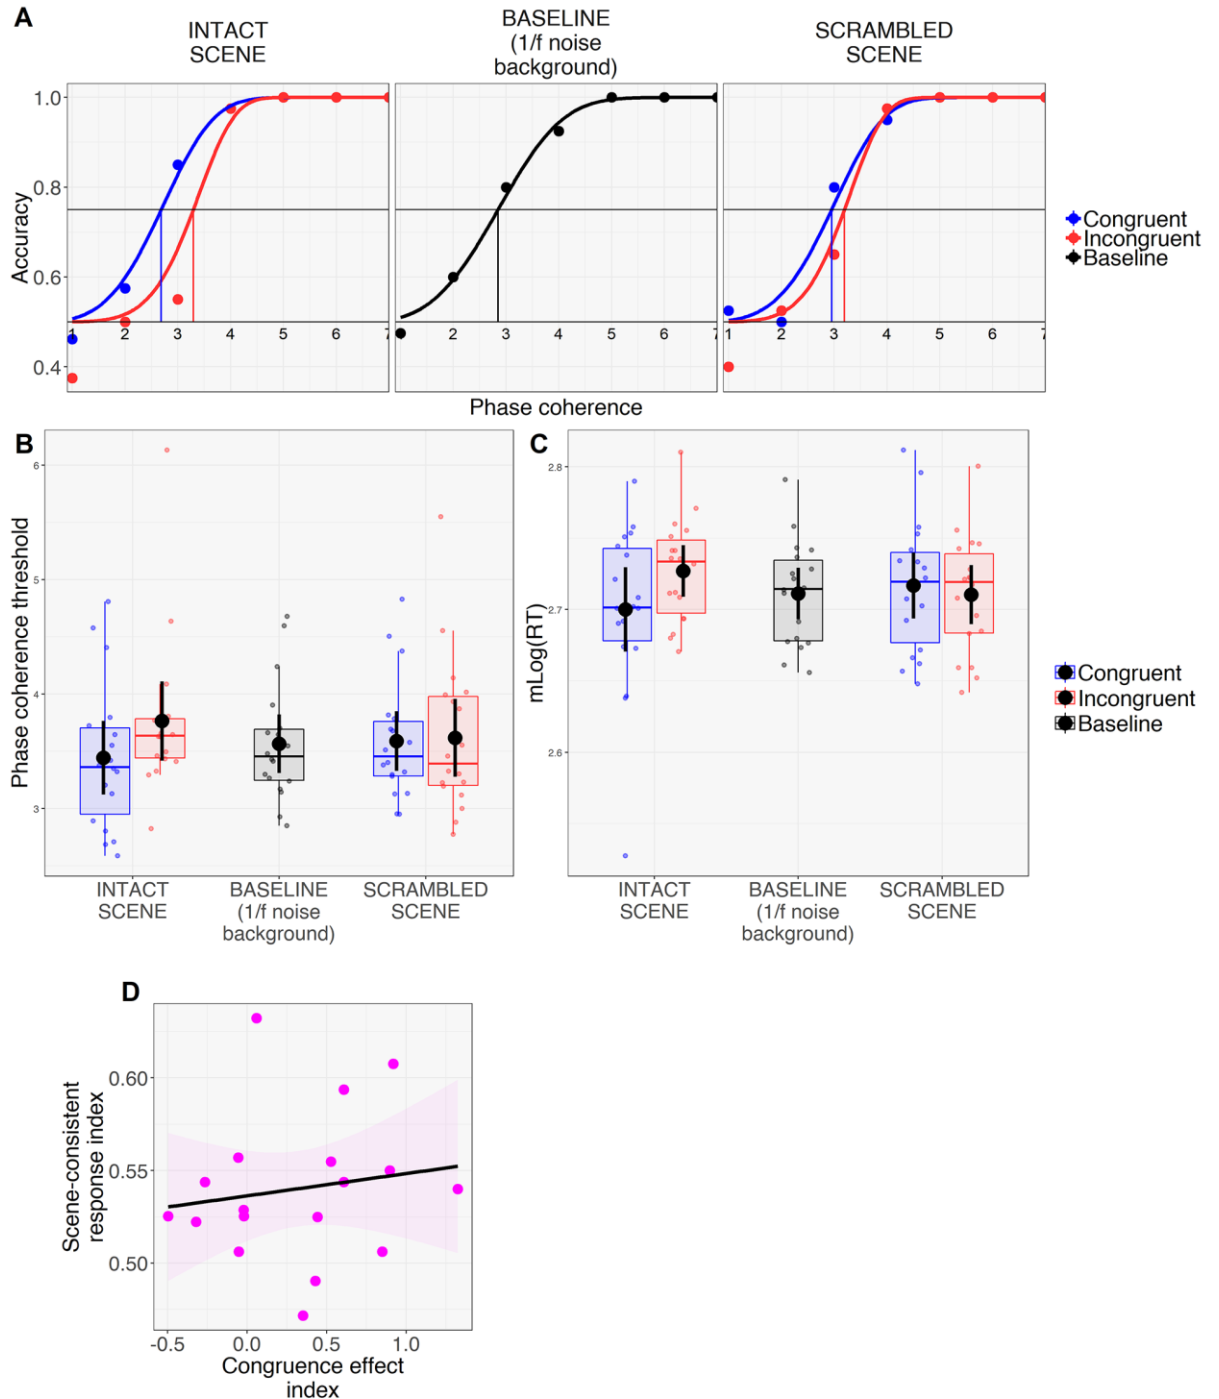 A
INTACT
SCENE
BASELINE
(1/f noise
background)
SCRAMBLED
SCENE
Accuracy
1.0
0.8
0.6
0.4
1 2 3 4 5 6 7
2 3 4 5 6 7
1 2 3 4 5 6 7
Phase coherence
Congruent
Incongruent
Baseline
B
Phase coherence threshold
6
5
4
3
INTACT
SCENE
BASELINE
(1/f noise
background)
SCRAMBLED
SCENE
C
mLog(RT)
2.8
2.7
2.6
INTACT
SCENE
BASELINE
(1/f noise
background)
SCRAMBLED
SCENE
Congruent
Incongruent
Baseline
D
Scene-consistent
response index
0.60
0.55
0.50
-0.5 0.0 0.5 1.0
Congruence effect
index